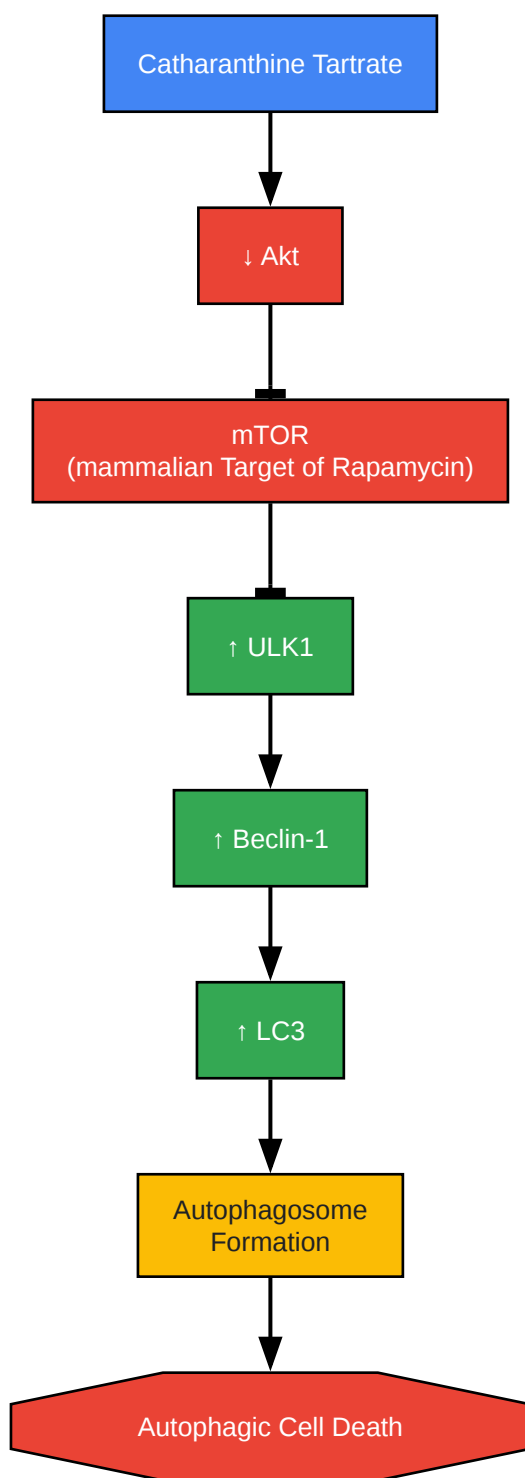 Catharanthine Tartrate
↓ Akt
mTOR
(mammalian Target of Rapamycin)
↑ ULK1
↑ Beclin-1
↑ LC3
Autophagosome
Formation
Autophagic Cell Death